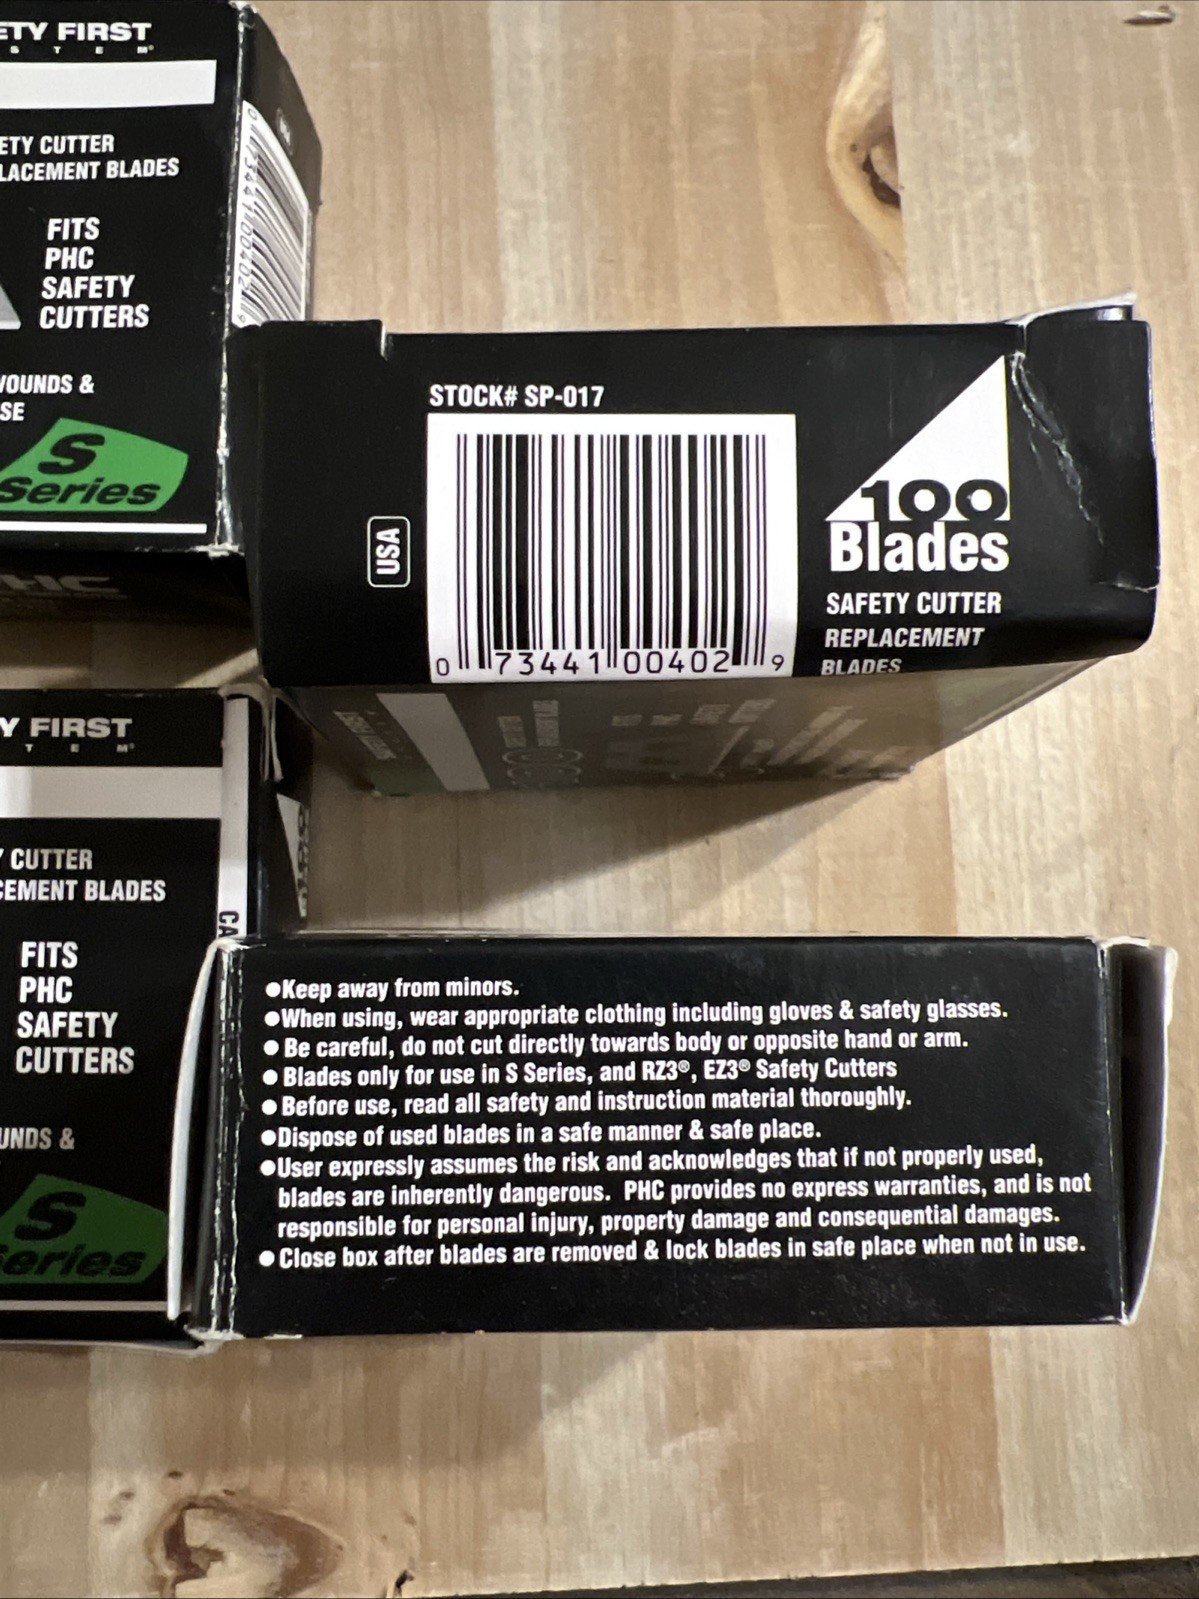 ETY FIRST
S T E M®
ETY CUTTER
LACEMENT BLADES
FITS
PHC
SAFETY
CUTTERS
WOUNDS &
SE
S
Series
HC
0 73441 00402 9
STOCK# SP-017
USA
0 73441 00402 9
100
Blades
SAFETY CUTTER
REPLACEMENT
BLADES
Y FIRST
T E M®
Y CUTTER
CEMENT BLADES
FITS
PHC
SAFETY
CUTTERS
UNDS &
S
eries
CA
●Keep away from minors.
●When using, wear appropriate clothing including gloves & safety glasses.
● Be careful, do not cut directly towards body or opposite hand or arm.
● Blades only for use in S Series, and RZ3®, EZ3® Safety Cutters
● Before use, read all safety and instruction material thoroughly.
●Dispose of used blades in a safe manner & safe place.
●User expressly assumes the risk and acknowledges that if not properly used,
blades are inherently dangerous. PHC provides no express warranties, and is not
responsible for personal injury, property damage and consequential damages.
● Close box after blades are removed & lock blades in safe place when not in use.